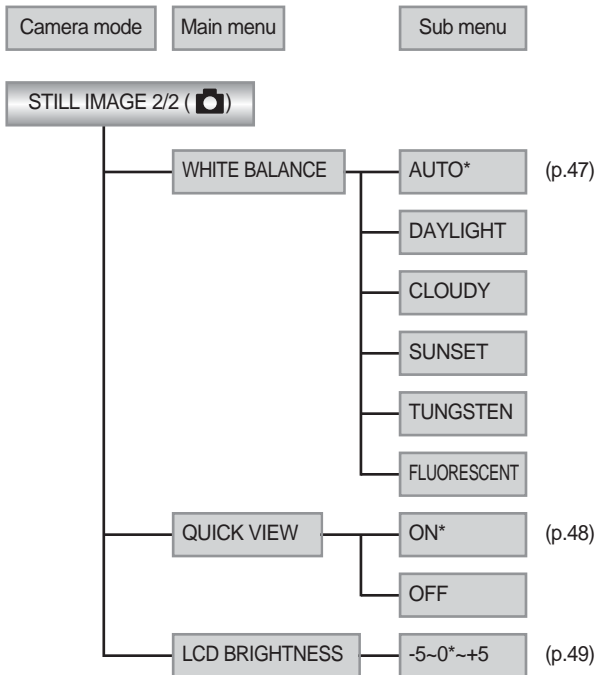 Camera mode Main menu Sub menu
STILL IMAGE 2/2 ( )
WHITE BALANCE AUTO* (p.47)
DAYLIGHT
CLOUDY
SUNSET
TUNGSTEN
FLUORESCENT
QUICK VIEW ON* (p.48)
OFF
LCD BRIGHTNESS -5~0*~+5 (p.49)